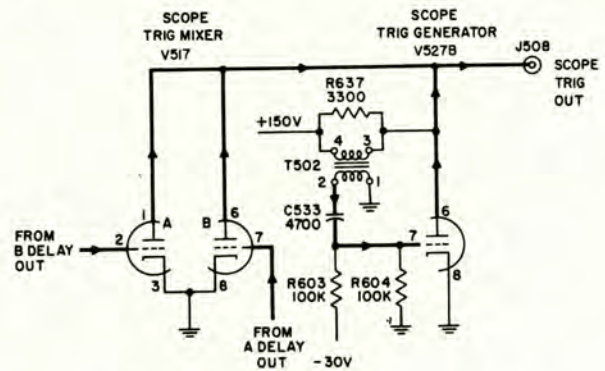 SCOPE
TRIG MIXER
V517
SCOPE
TRIG GENERATOR
V527B
J508
SCOPE
TRIG
OUT
R637
3300
+150V
4
3
T502
2
1
C533
4700
1
A
B
6
6
FROM
B DELAY
OUT
2
7
7
3
8
8
R603
100K
R604
100K
FROM
A DELAY
OUT
-30V